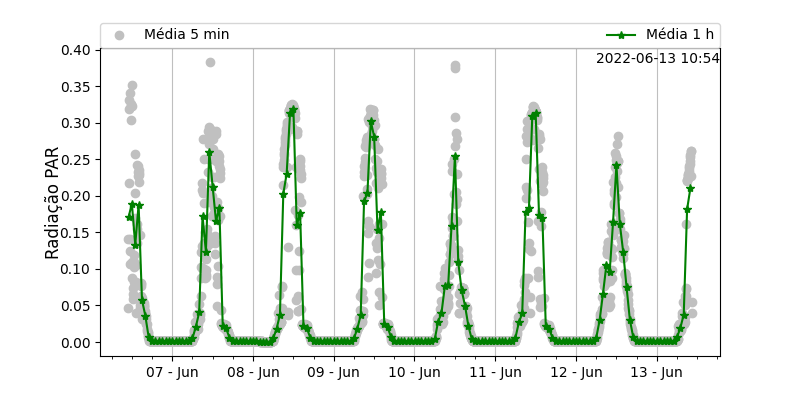 Média 5 min
Média 1 h
2022-06-13 10:54
Radiação PAR
0.40
0.35
0.30
0.25
0.20
0.15
0.10
0.05
0.00
07 - Jun
08 - Jun
09 - Jun
10 - Jun
11 - Jun
12 - Jun
13 - Jun